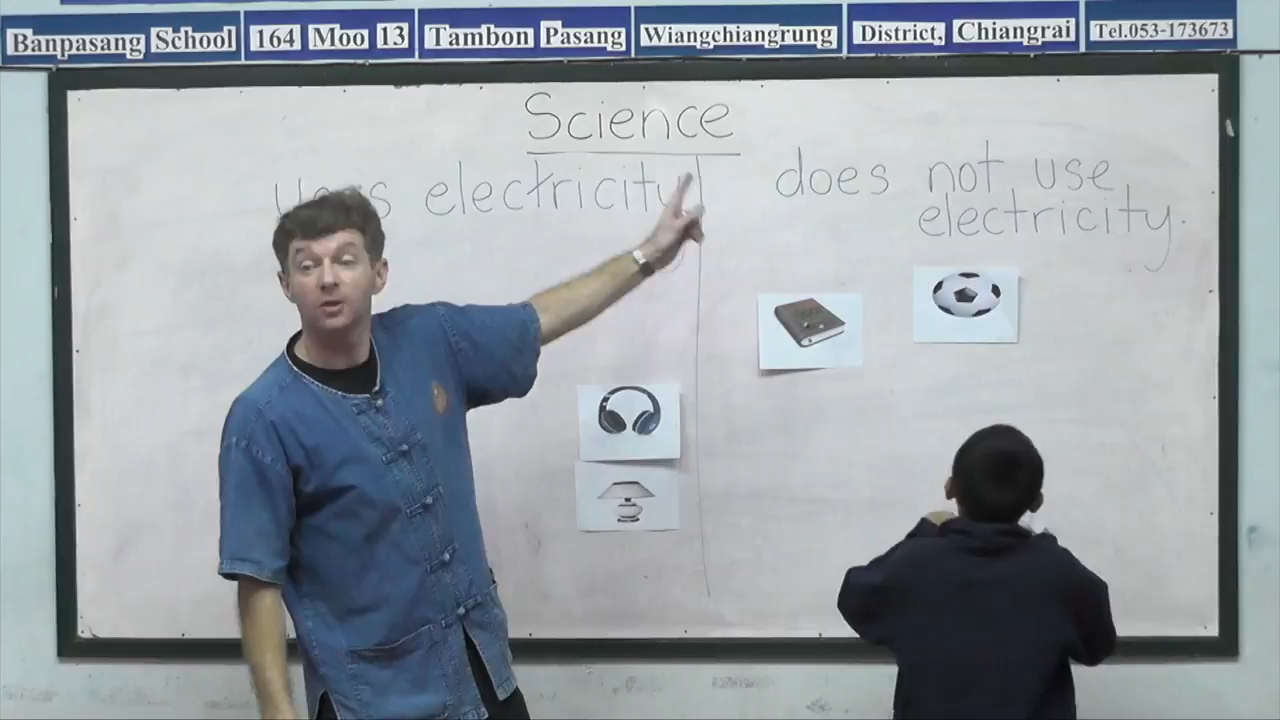 Banpasang School 164 Moo 13 Tambon Pasang Wiangchiangrung District, Chiangrai Tel.053-173673
Science
electricity does not use
electricity.